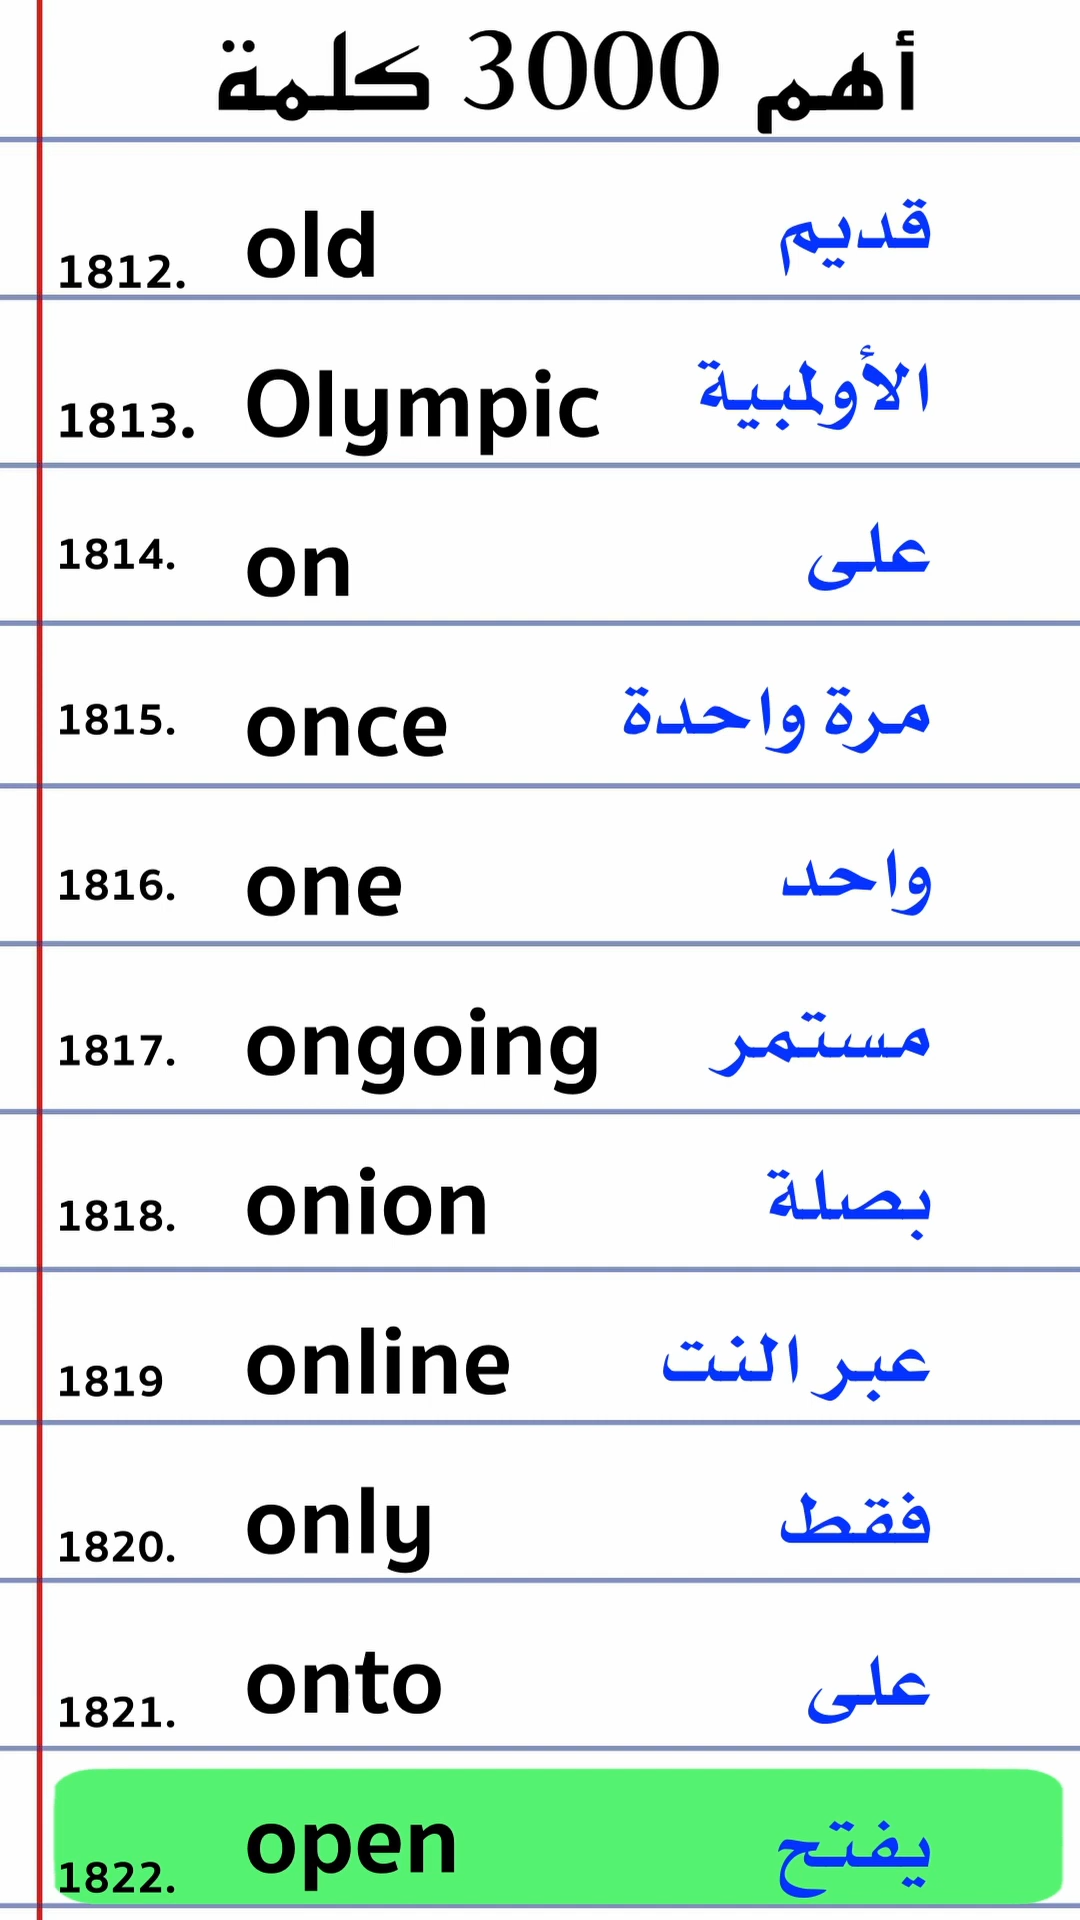 أهم 3000 كلمة
1812. old قديم
1813. Olympic الأولمبية
1814. on على
1815. once مرة واحدة
1816. one واحد
1817. ongoing مستمر
1818. onion بصلة
1819 online عبر النت
1820. only فقط
1821. onto على
1822. open يفتح